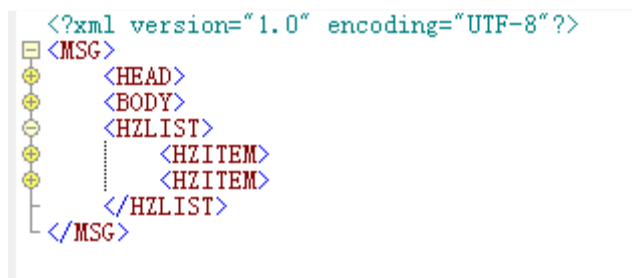 <?xml version="1.0" encoding="UTF-8"?>
<MSG>
<HEAD>
<BODY>
<HZLIST>
<HZITEM>
<HZITEM>
</HZLIST>
</MSG>